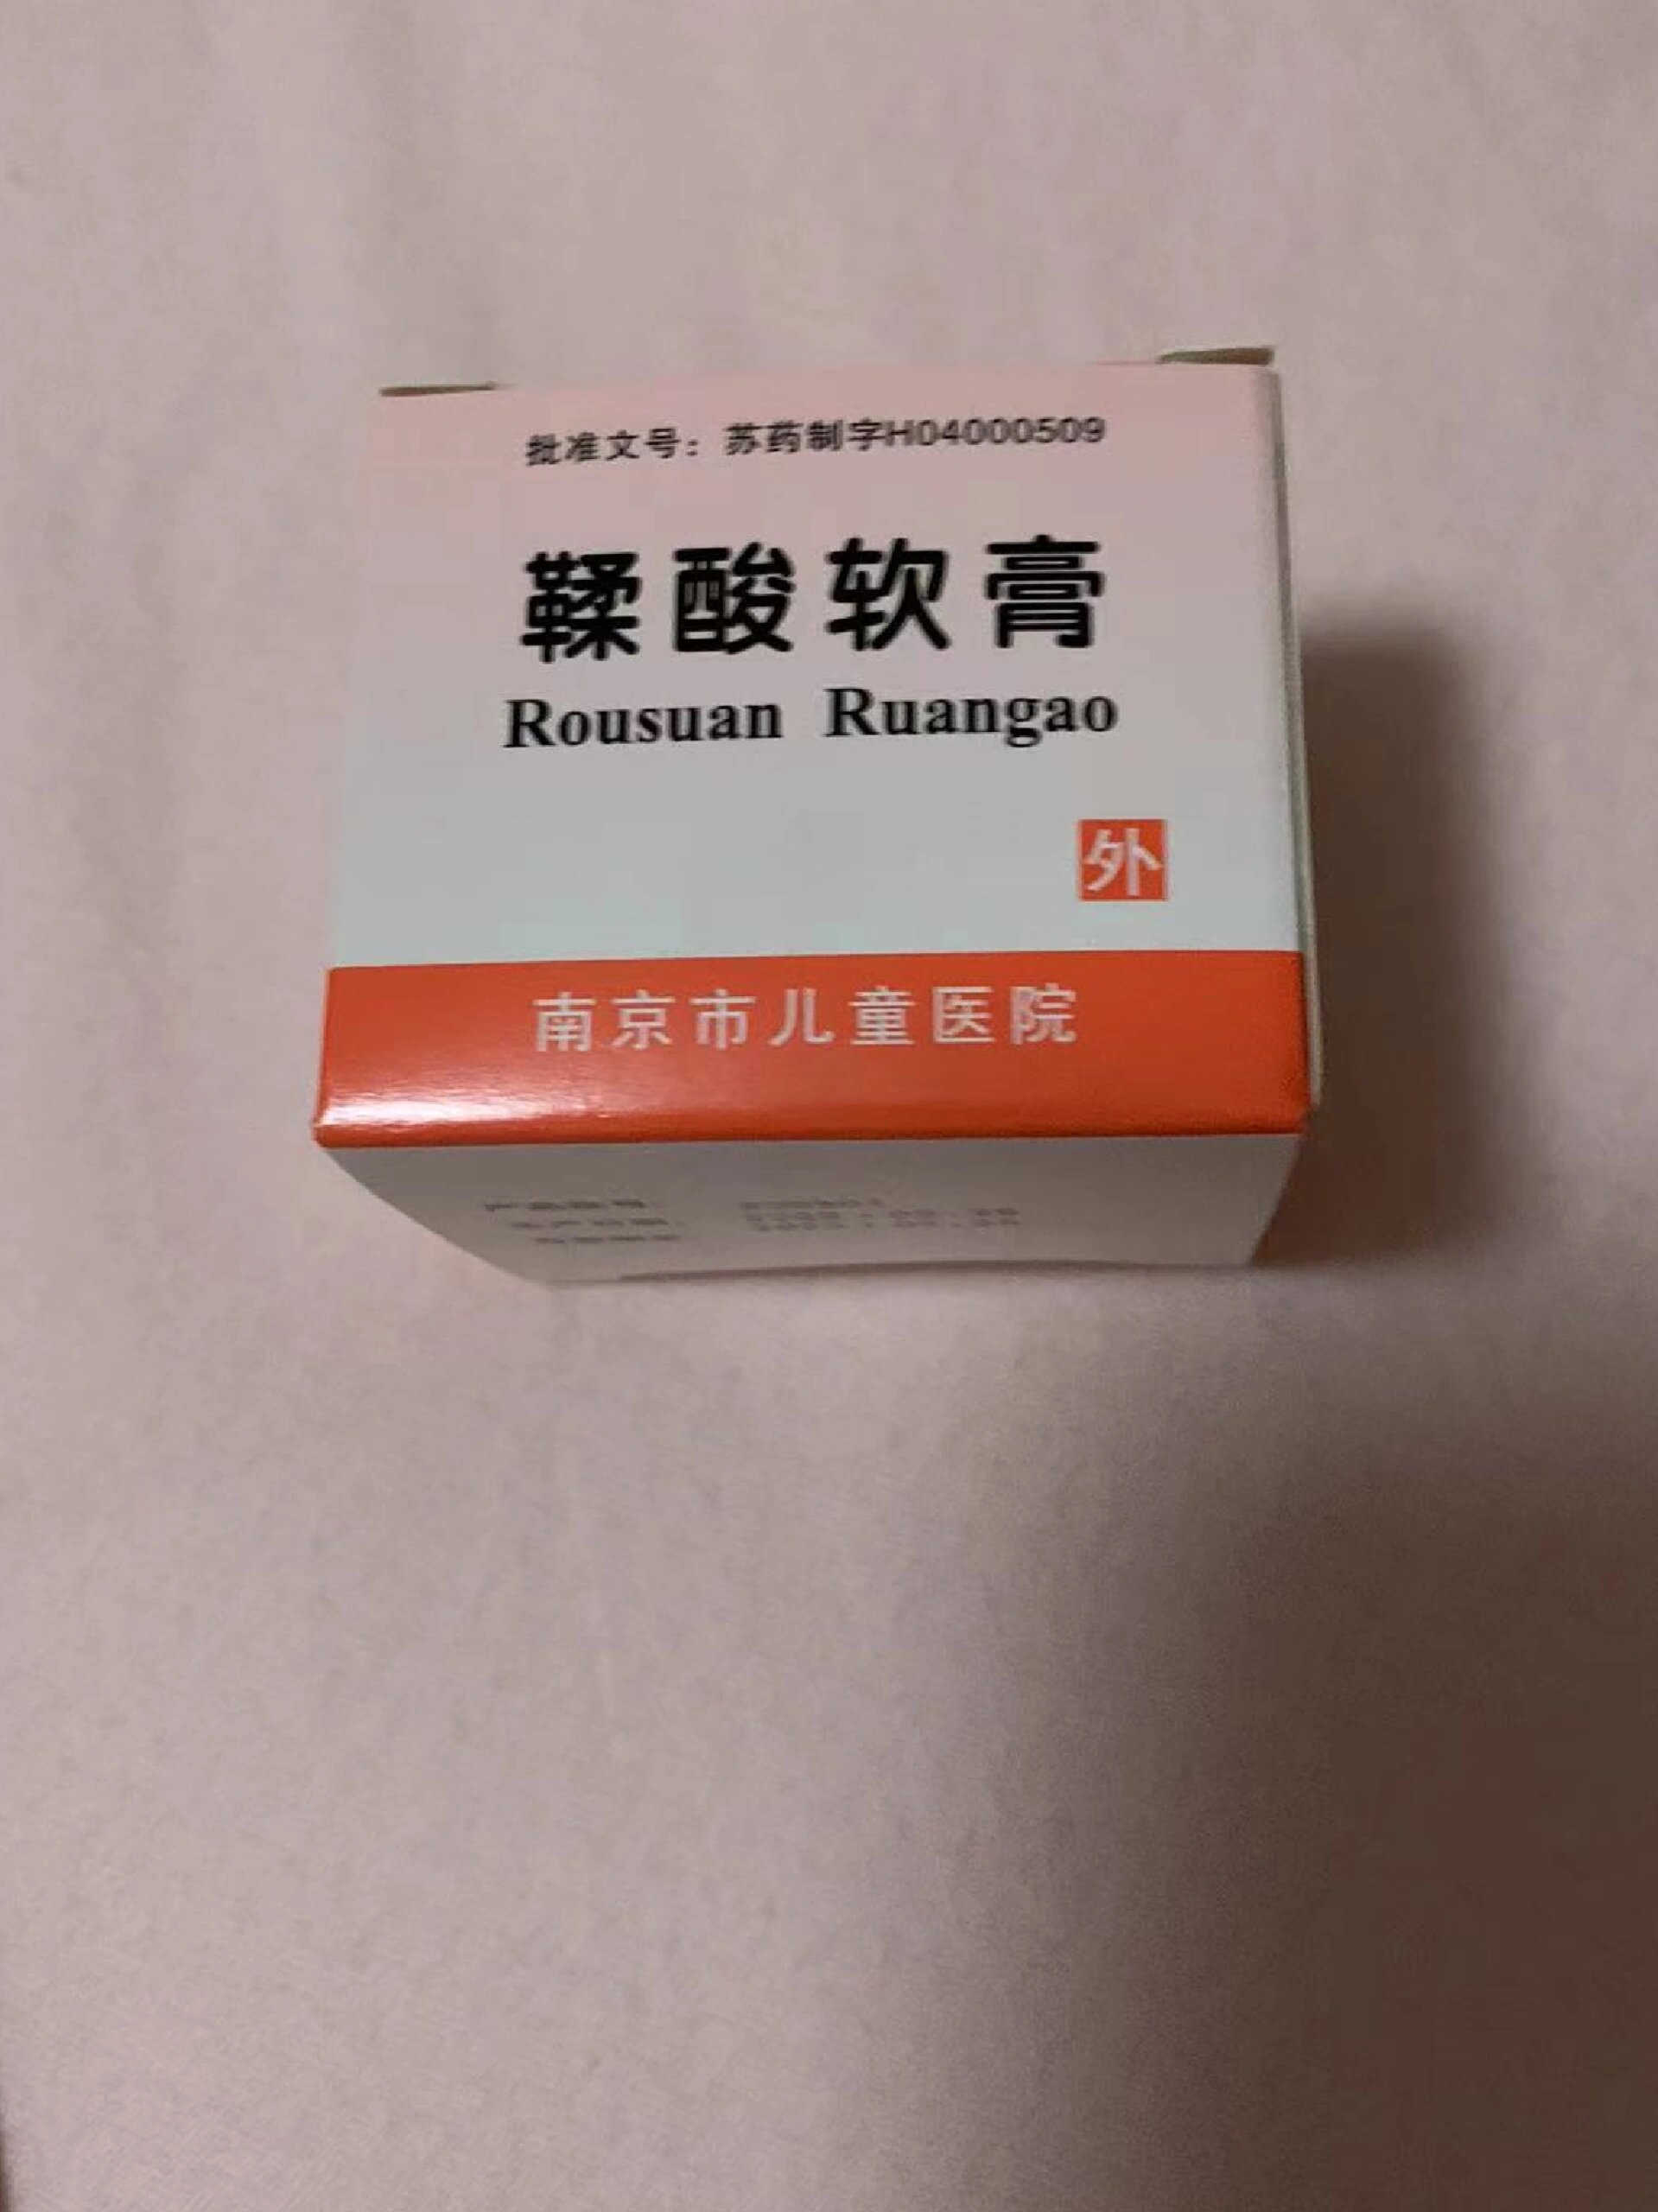 批准文号：苏药制字H04000509
鞣酸软膏
Rousuan Ruangao
外
南京市儿童医院